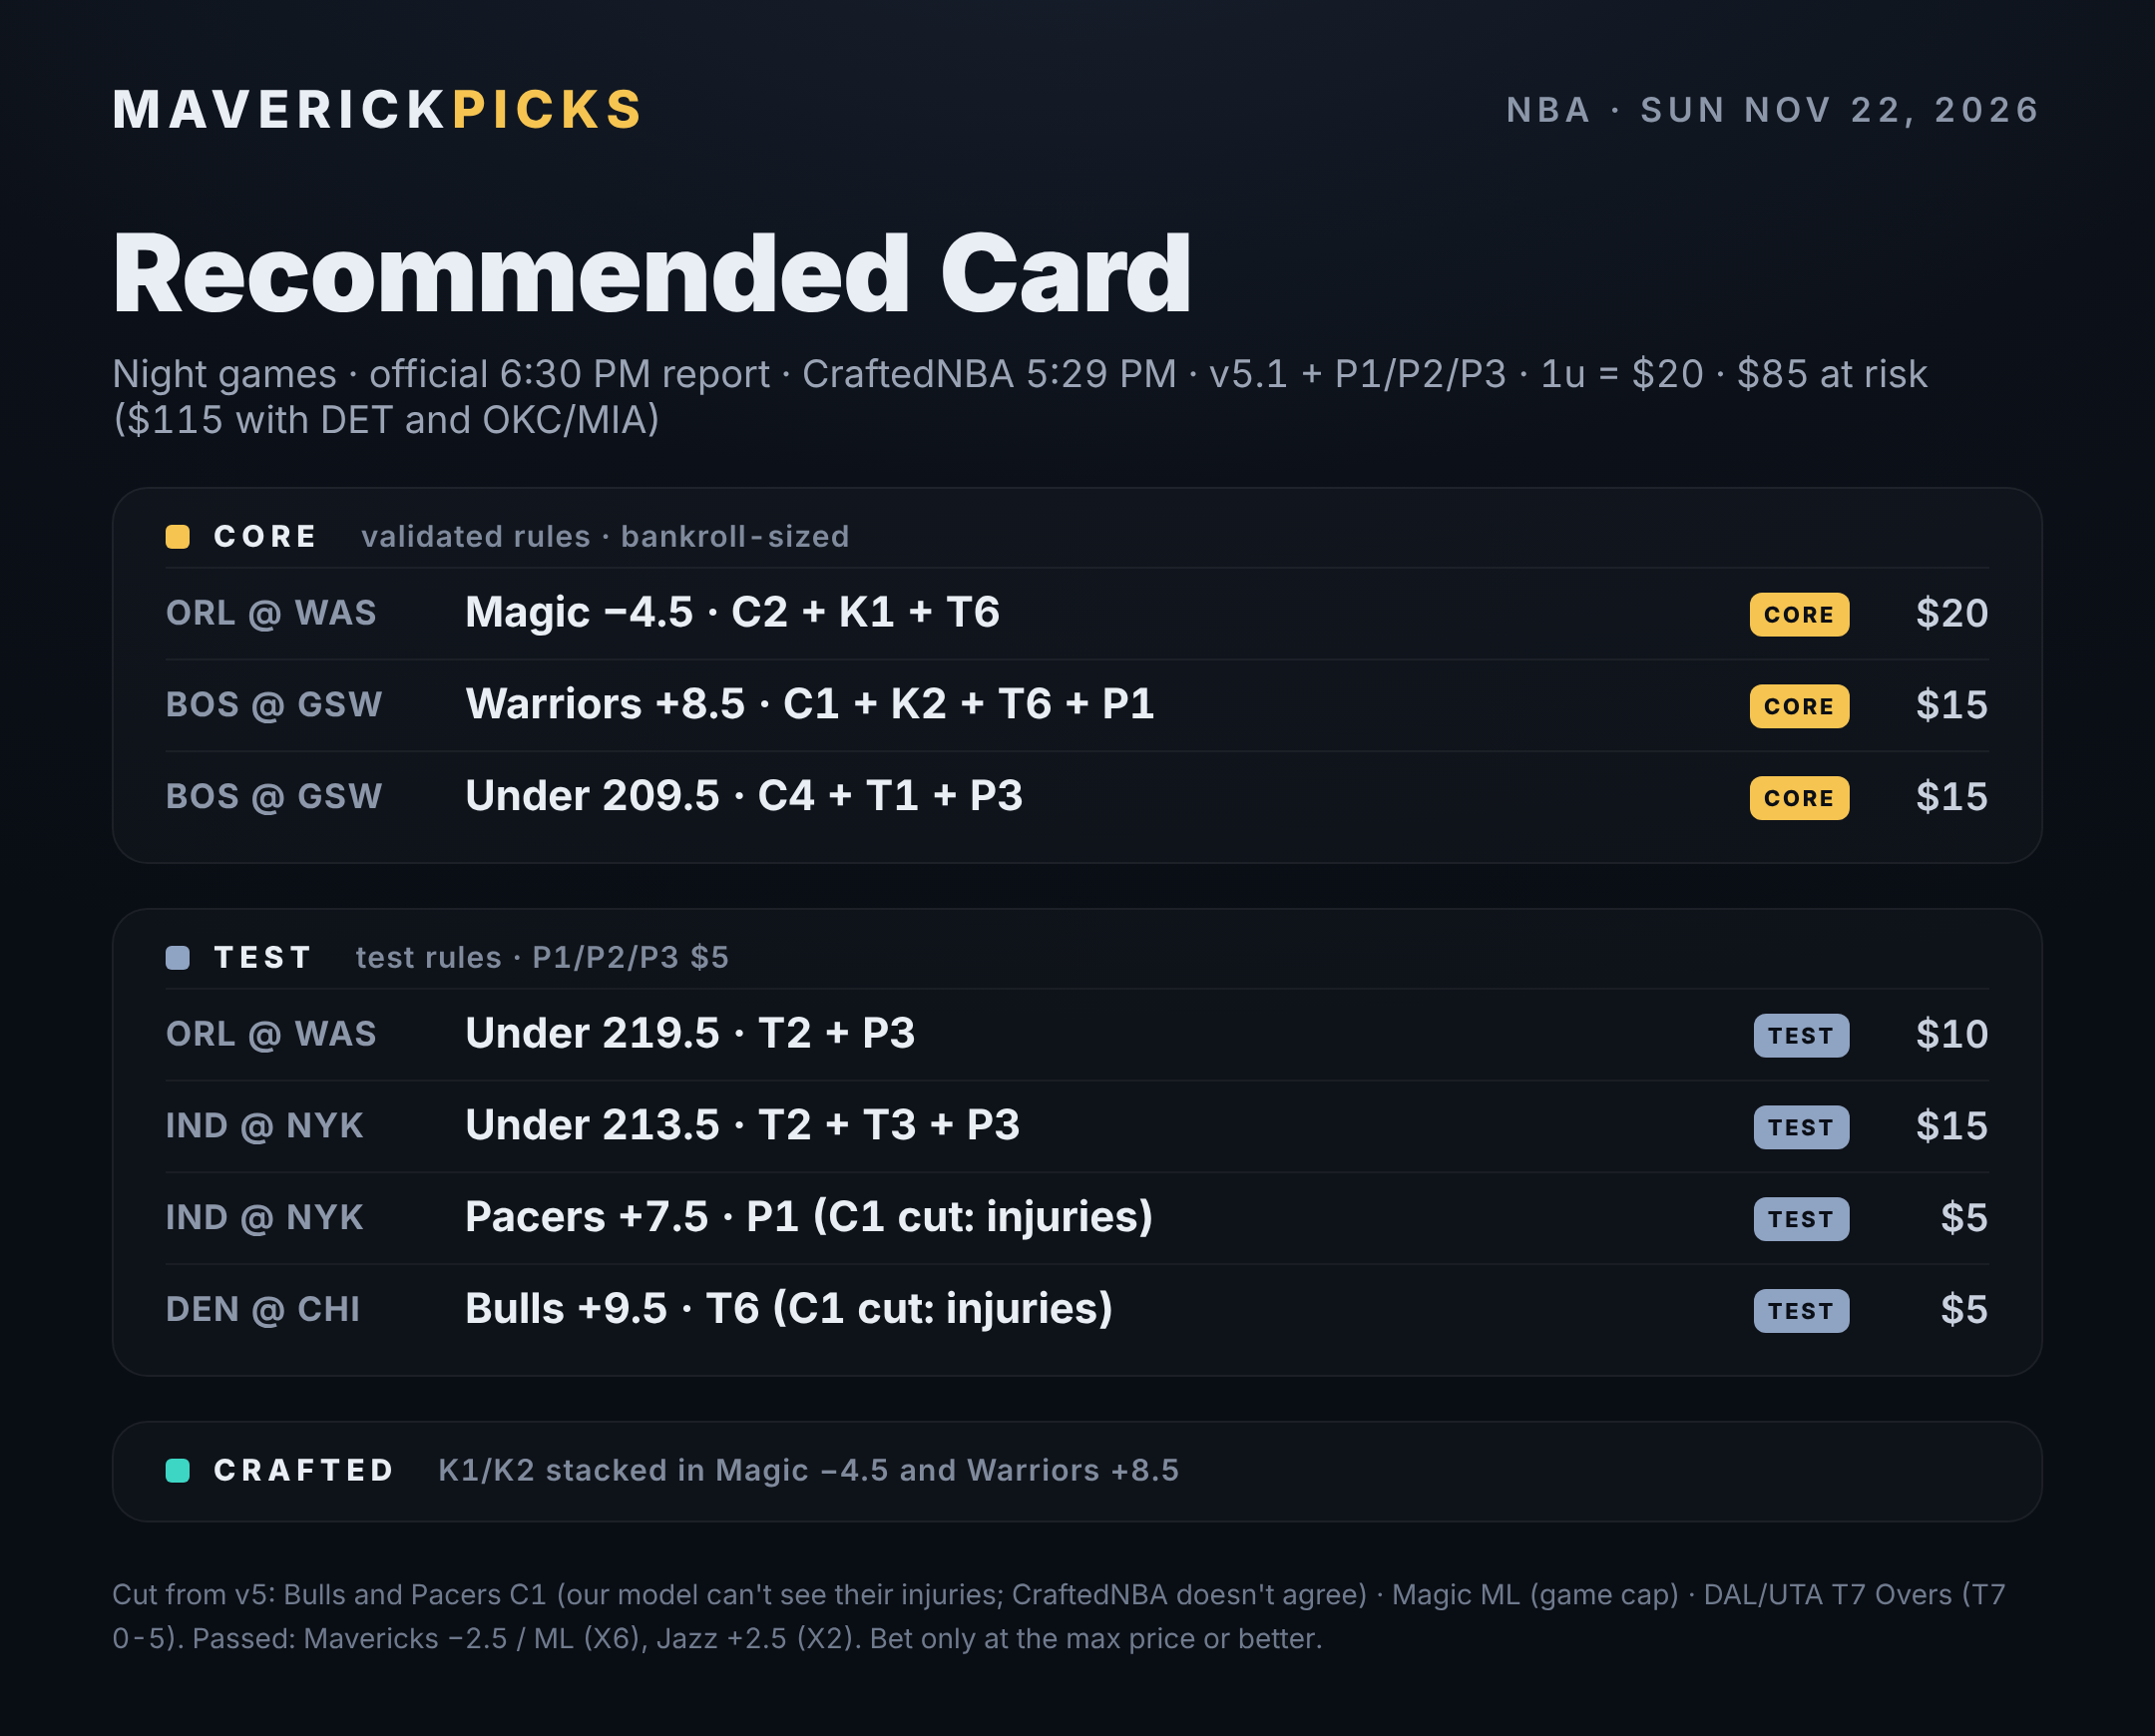 MAVERICKPICKS
NBA · SUN NOV 22, 2026
Recommended Card
Night games · official 6:30 PM report · CraftedNBA 5:29 PM · v5.1 + P1/P2/P3 · 1u = $20 · $85 at risk
($115 with DET and OKC/MIA)
CORE validated rules · bankroll-sized
ORL @ WAS Magic −4.5 · C2 + K1 + T6 CORE $20
BOS @ GSW Warriors +8.5 · C1 + K2 + T6 + P1 CORE $15
BOS @ GSW Under 209.5 · C4 + T1 + P3 CORE $15
TEST test rules · P1/P2/P3 $5
ORL @ WAS Under 219.5 · T2 + P3 TEST $10
IND @ NYK Under 213.5 · T2 + T3 + P3 TEST $15
IND @ NYK Pacers +7.5 · P1 (C1 cut: injuries) TEST $5
DEN @ CHI Bulls +9.5 · T6 (C1 cut: injuries) TEST $5
CRAFTED K1/K2 stacked in Magic −4.5 and Warriors +8.5
Cut from v5: Bulls and Pacers C1 (our model can't see their injuries; CraftedNBA doesn't agree) · Magic ML (game cap) · DAL/UTA T7 Overs (T7
0-5). Passed: Mavericks −2.5 / ML (X6), Jazz +2.5 (X2). Bet only at the max price or better.